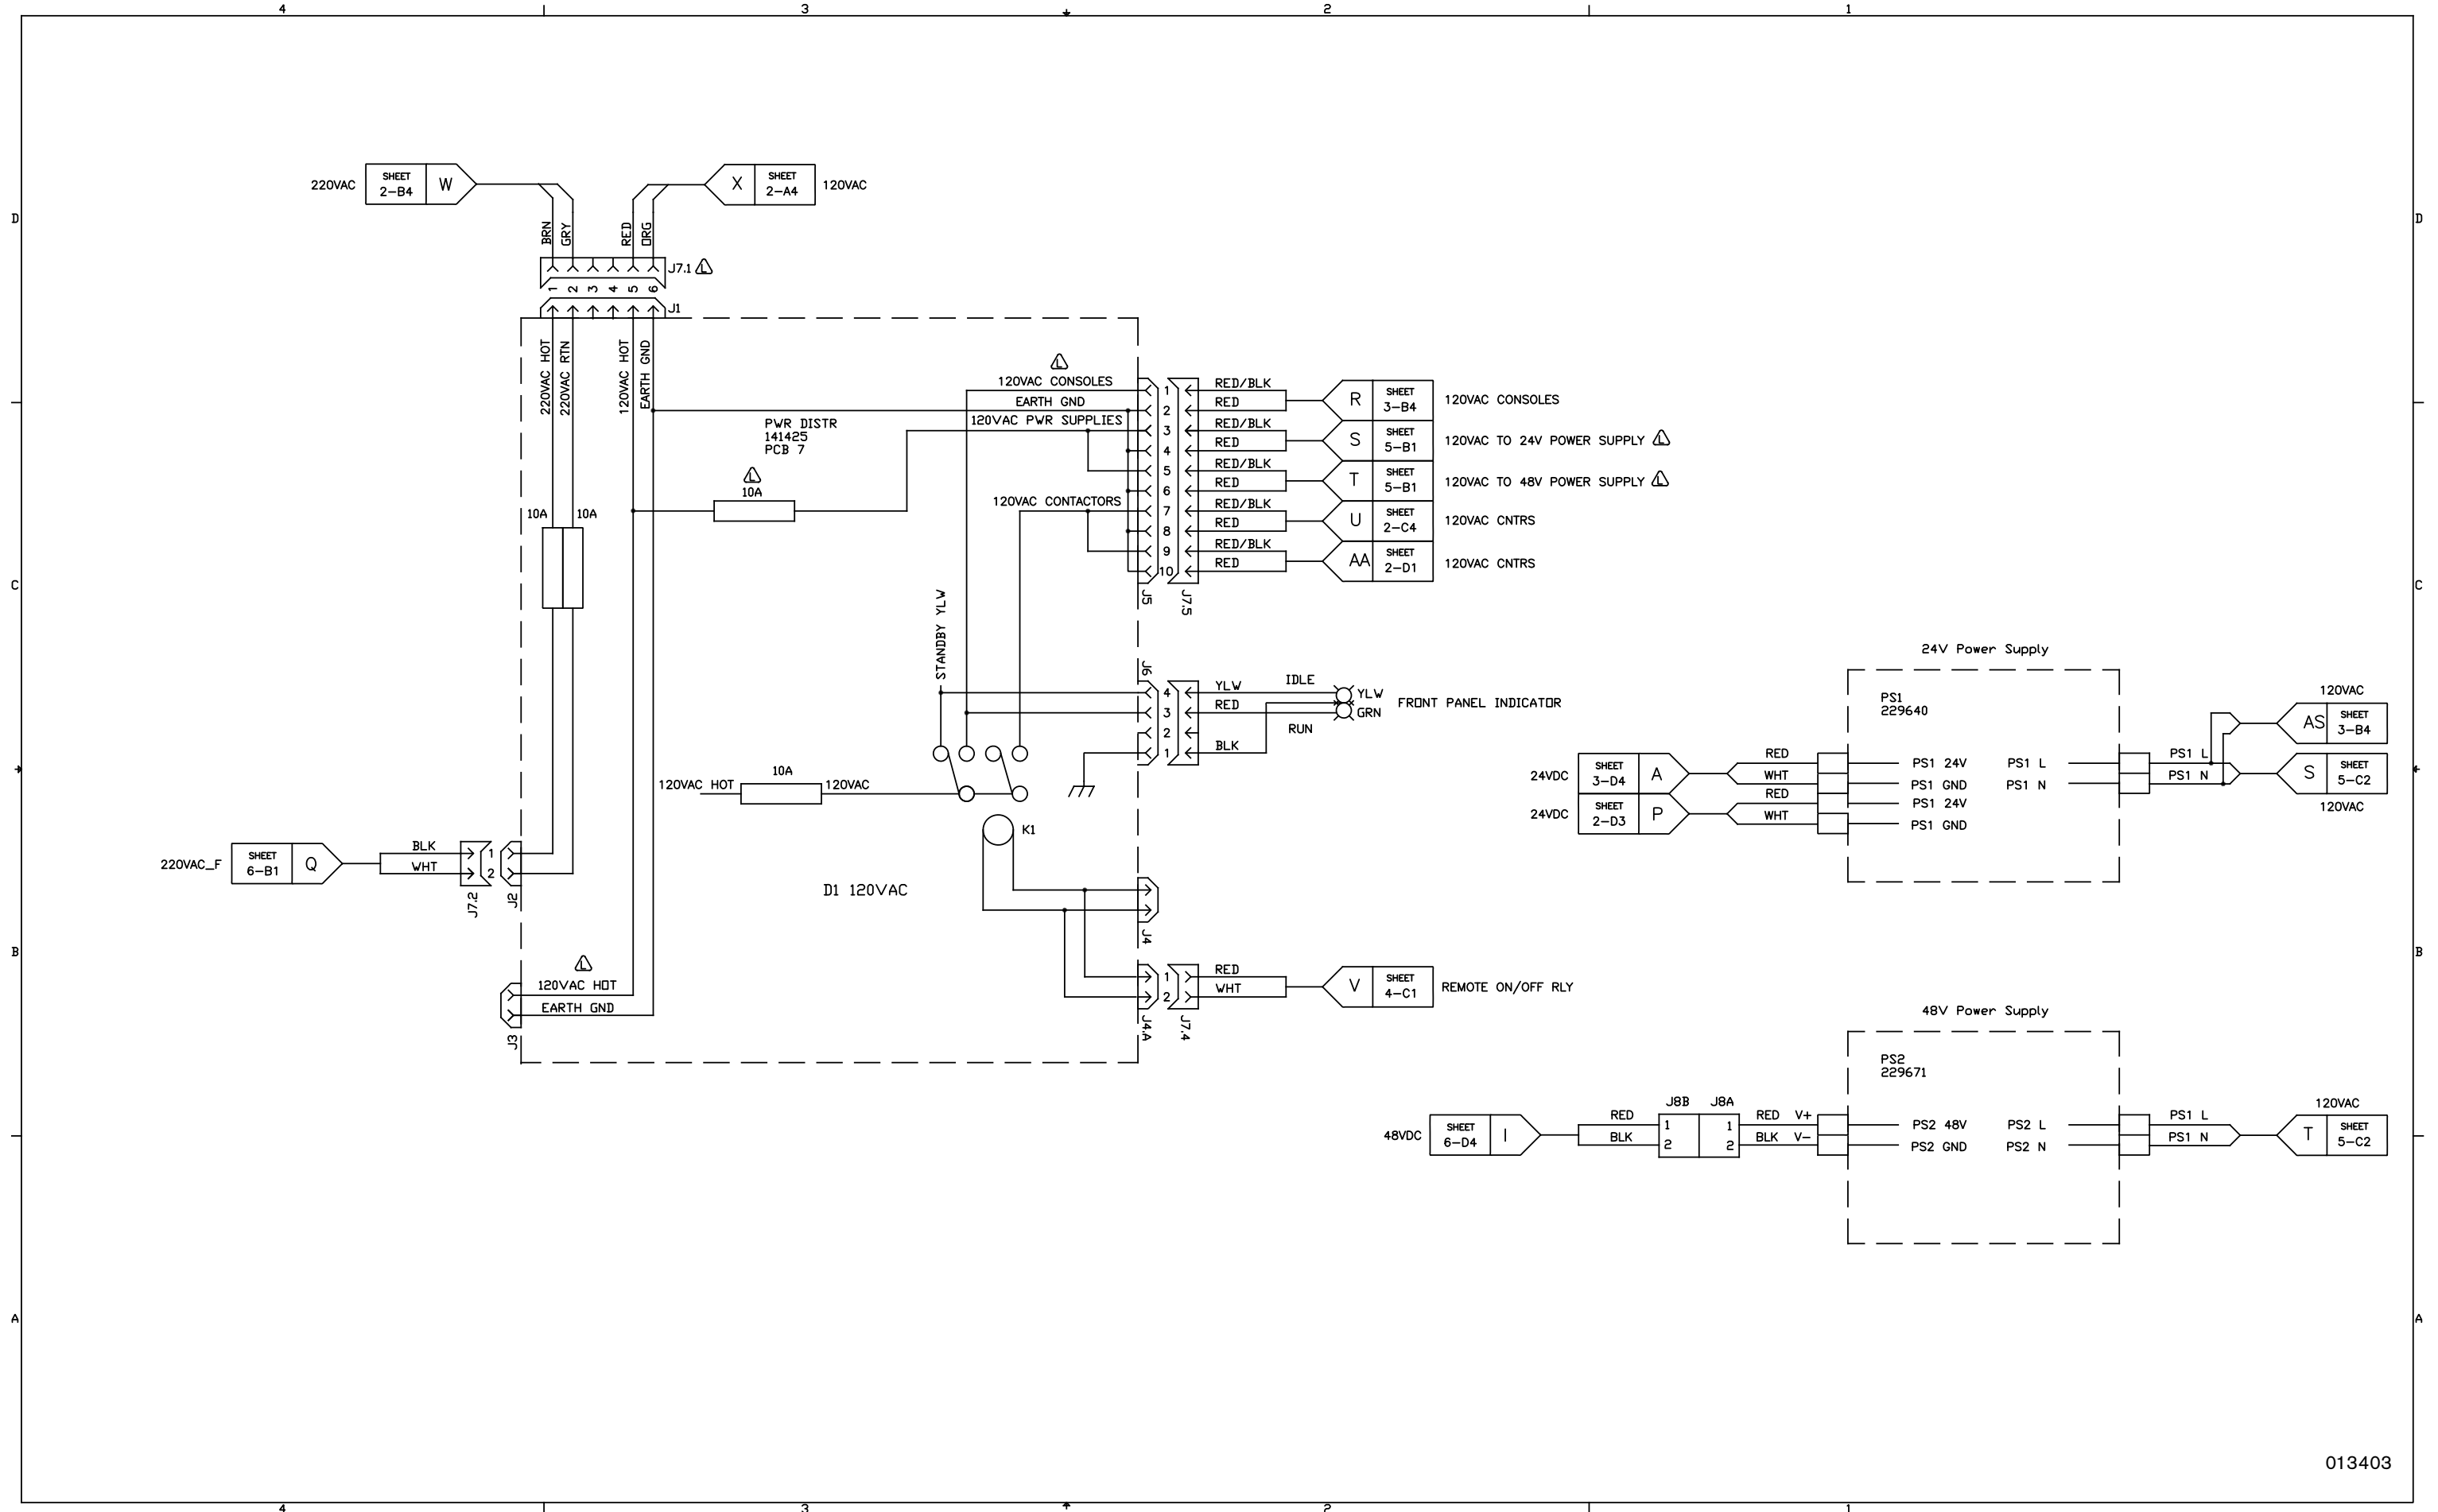 4 3 2 1
220VAC
SHEET
2-B4
W
X
SHEET
2-A4
120VAC
D
D
BRN
GRY
RED
ORG
J7.1 L
1
2
3
4
5
6
J1
220VAC HOT
220VAC RTN
120VAC HOT
EARTH GND
L
120VAC CONSOLES
EARTH GND
120VAC PWR SUPPLIES
PWR DISTR
141425
PCB 7
L
10A
120VAC CONTACTORS
10A
10A
1
2
3
4
5
6
7
8
9
10
J5
J7.5
RED/BLK
RED
RED/BLK
RED
RED/BLK
RED
RED/BLK
RED
RED/BLK
RED
R
SHEET
3-B4
120VAC CONSOLES
S
SHEET
5-B1
120VAC TO 24V POWER SUPPLY L
T
SHEET
5-B1
120VAC TO 48V POWER SUPPLY L
U
SHEET
2-C4
120VAC CNTRS
AA
SHEET
2-D1
120VAC CNTRS
C
C
STANDBY YLW
J6
4
3
2
1
YLW
RED
BLK
IDLE
RUN
YLW
GRN
FRONT PANEL INDICATOR
120VAC HOT
10A
120VAC
K1
D1 120VAC
220VAC_F
SHEET
6-B1
Q
BLK
WHT
1
2
J7.2
J2
J4
L
120VAC HOT
EARTH GND
J3
1
2
J4.A
J7.4
RED
WHT
V
SHEET
4-C1
REMOTE ON/OFF RLY
B
B
24V Power Supply
PS1
229640
24VDC
SHEET
3-D4
A
RED
WHT
24VDC
SHEET
2-D3
P
RED
WHT
PS1 24V
PS1 GND
PS1 24V
PS1 GND
PS1 L
PS1 N
PS1 L
PS1 N
120VAC
AS
SHEET
3-B4
S
SHEET
5-C2
120VAC
48V Power Supply
PS2
229671
48VDC
SHEET
6-D4
I
RED
BLK
J8B
J8A
1
2
1
2
RED V+
BLK V-
PS2 48V
PS2 GND
PS2 L
PS2 N
PS1 L
PS1 N
120VAC
T
SHEET
5-C2
A
A
013403
4 3 2 1